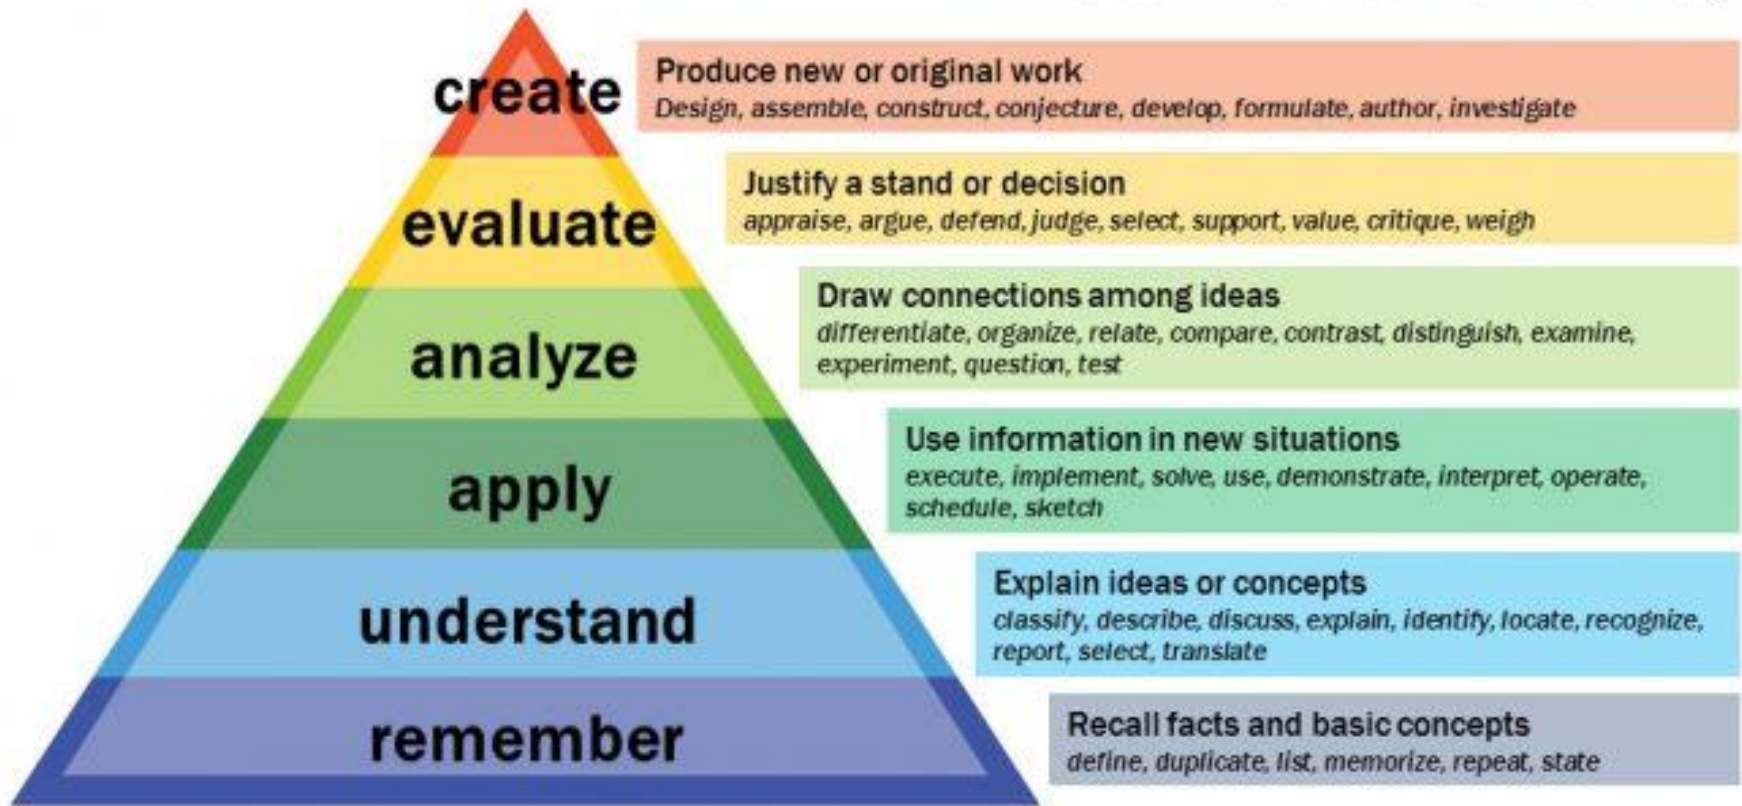 create
Produce new or original work
Design, assemble, construct, conjecture, develop, formulate, author, investigate
evaluate
Justify a stand or decision
appraise, argue, defend, judge, select, support, value, critique, weigh
analyze
Draw connections among ideas
differentiate, organize, relate, compare, contrast, distinguish, examine,
experiment, question, test
apply
Use information in new situations
execute, implement, solve, use, demonstrate, interpret, operate,
schedule, sketch
understand
Explain ideas or concepts
classify, describe, discuss, explain, identify, locate, recognize,
report, select, translate
remember
Recall facts and basic concepts
define, duplicate, list, memorize, repeat, state